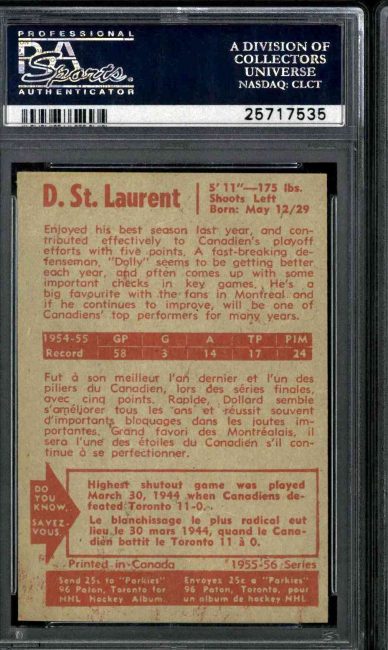 PROFESSIONAL
PSA
Sports
AUTHENTICATOR
A DIVISION OF
COLLECTORS
UNIVERSE
NASDAQ: CLCT
25717535
D. St. Laurent
5' 11"—175 lbs.
Shoots Left
Born: May 12/29
Enjoyed his best season last year, and con-
tributed effectively to Canadien's playoff
efforts with five points. A fast-breaking de-
fenseman, "Dolly" seems to be getting better
each year, and often comes up with some
important checks in key games. He's a
big favourite with the fans in Montreal and
if he continues to improve, will be one of
Canadiens' top performers for many years.
1954-55 GP G A TP PIM
Record 58 3 14 17 24
Fut à son meilleur l'an dernier et l'un des
piliers du Canadien, lors des séries finales,
avec cinq points. Rapide, Dollard semble
s'améliorer tous les ans et réussit souvent
d'importants bloquages dans les joutes im-
portantes. Grand favori des Montréalais, il
sera l'une des étoiles du Canadien s'il con-
tinue à se perfectionner.
DO
YOU
KNOW.
SAVEZ-
VOUS
Highest shutout game was played
March 30, 1944 when Canadiens de-
feated Toronto 11-0.
Le blanchissage le plus radical eut
lieu le 30 mars 1944, quand le Cana-
dien battit le Toronto 11 à 0.
Printed in Canada 1955-56 Series
Send 25c to "Parkies"
96 Paton, Toronto for
NHL Hockey Album.
Envoyez 25c a "Parkies"
96 Paton, Toronto, pour
un album de hockey NHL